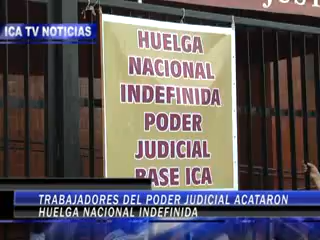 ICA TV NOTICIAS
HUELGA
NACIONAL
INDEFINIDA
PODER
JUDICIAL
BASE ICA
TRABAJADORES DEL PODER JUDICIAL ACATARON
HUELGA NACIONAL INDEFINIDA